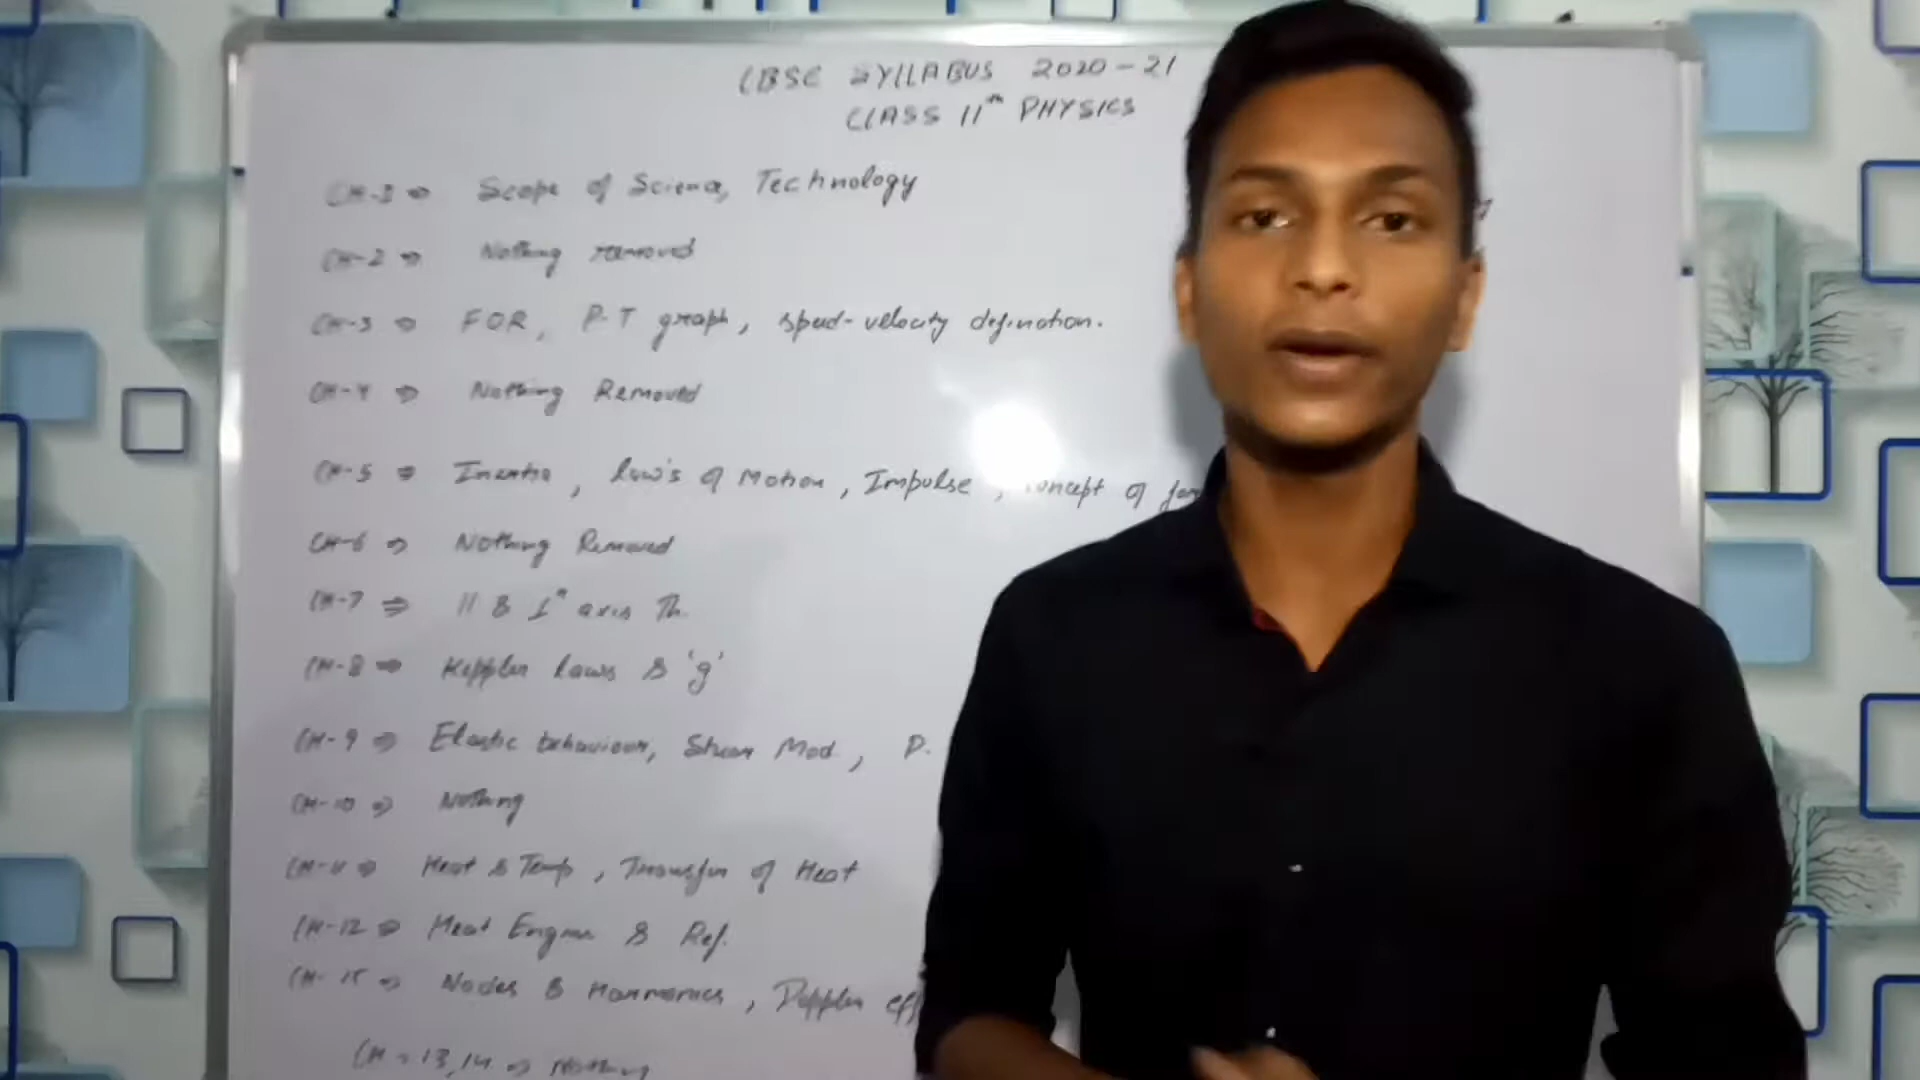 CBSE SYLLABUS 2020-21
CLASS 11th PHYSICS
CH-1 ⇒ Scope of Science, Technology
CH-2 ⇒ Nothing removed
CH-3 ⇒ FOR, P-T graph, speed-velocity definotion.
CH-4 ⇒ Nothing Removed
CH-5 ⇒ Inertia, Law's of Motion, Impulse, concept of
CH-6 ⇒ Nothing Removed
CH-7 ⇒ || & ⊥r axis Th.
CH-8 ⇒ Keppler Laws & 'g'
CH-9 ⇒ Elastic behaviour, Shear Mod, P.
CH-10 ⇒ Nothing
CH-11 ⇒ Heat & Temp, Transfer of Heat
CH-12 ⇒ Heat Engine & Ref.
CH-15 ⇒ Nodes & Harmonics, Doppler
CH-13,14 ⇒ Nothing